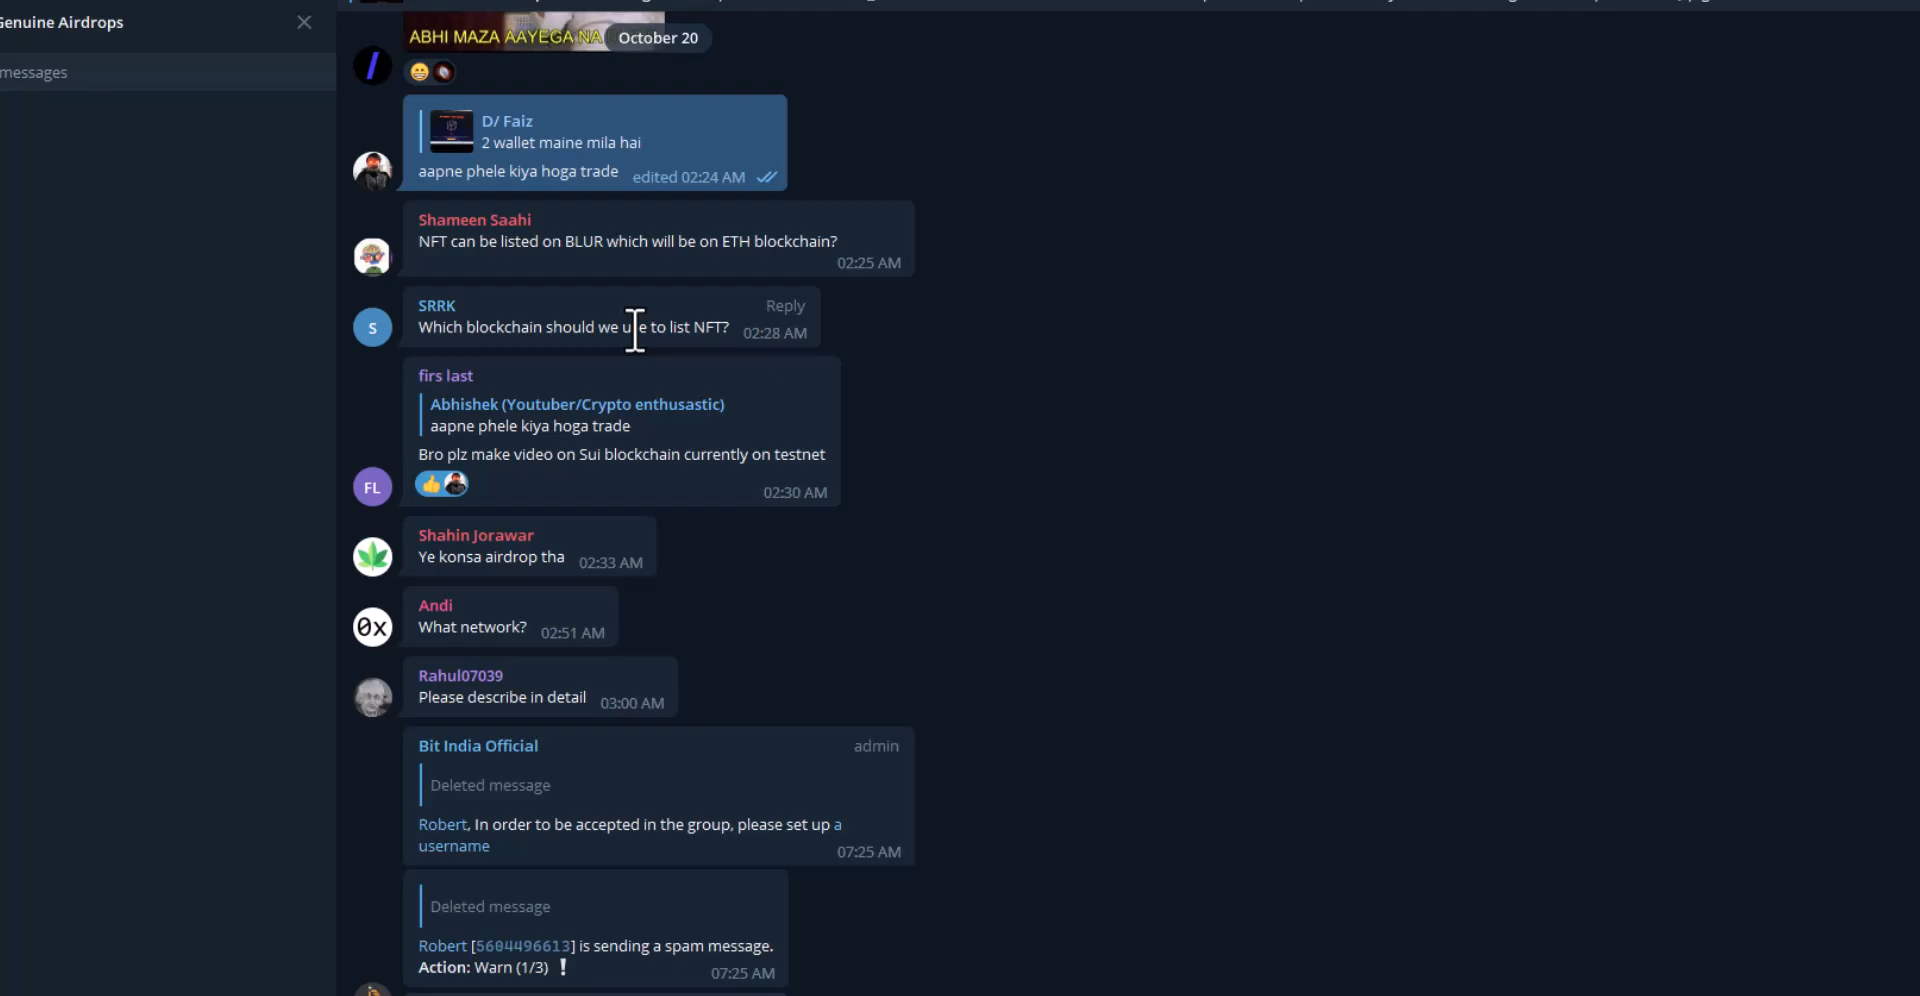 Genuine Airdrops
messages
ABHI MAZA AAYEGA NA
October 20
D/ Faiz
2 wallet maine mila hai
aapne phele kiya hoga trade
edited 02:24 AM
Shameen Saahi
NFT can be listed on BLUR which will be on ETH blockchain?
02:25 AM
SRRK Reply
Which blockchain should we use to list NFT? 02:28 AM
S
firs last
Abhishek (Youtuber/Crypto enthusastic)
aapne phele kiya hoga trade
Bro plz make video on Sui blockchain currently on testnet
FL
02:30 AM
Shahin Jorawar
Ye konsa airdrop tha 02:33 AM
Andi
0x
What network? 02:51 AM
Rahul07039
Please describe in detail 03:00 AM
Bit India Official admin
Deleted message
Robert, In order to be accepted in the group, please set up a
username
07:25 AM
Deleted message
Robert [5604496613] is sending a spam message.
Action: Warn (1/3) ❕
07:25 AM